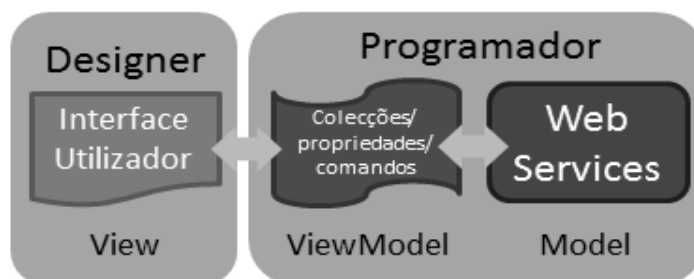 Designer
Interface
Utilizador
View
Programador
Colecções/
propriedades/
comandos
ViewModel
Web
Services
Model